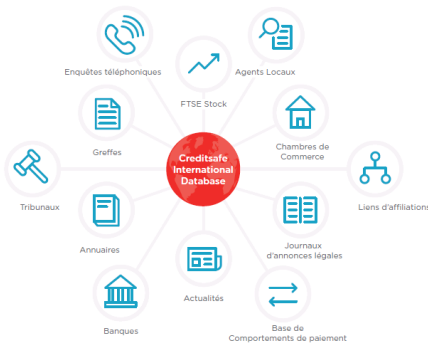 Enquêtes téléphoniques
FTSE Stock
Agents Locaux
Greffes
Chambres de
Commerce
Creditsafe
International
Database
Tribunaux
Liens d'affiliations
Annuaires
Journaux
d'annonces légales
Actualités
Banques
Base de
Comportements de paiement